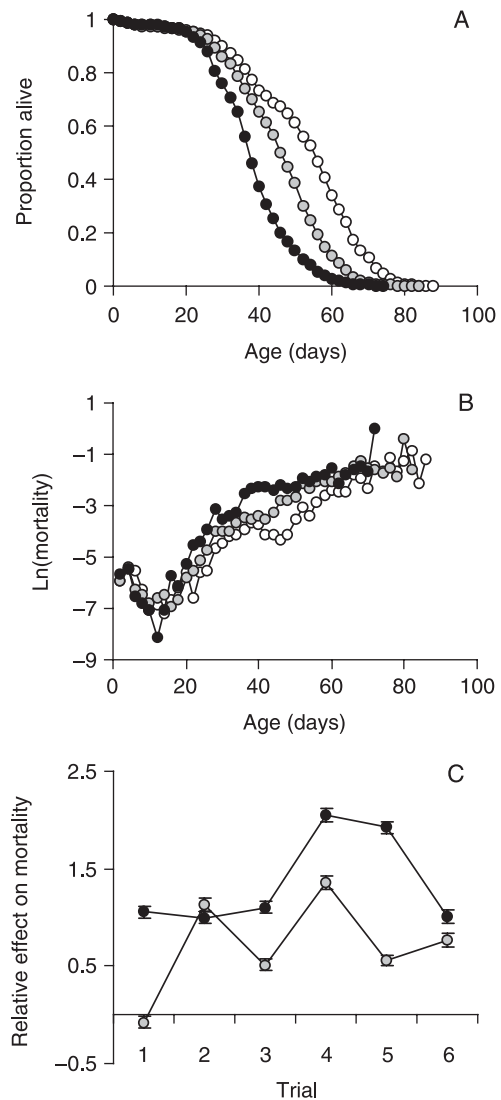 A
1
0.8
0.6
0.4
0.2
0
Proportion alive
0 20 40 60 80 100
Age (days)
B
1
−1
−3
−5
−7
−9
Ln(mortality)
0 20 40 60 80 100
Age (days)
C
2.5
1.5
0.5
−0.5
Relative effect on mortality
1 2 3 4 5 6
Trial